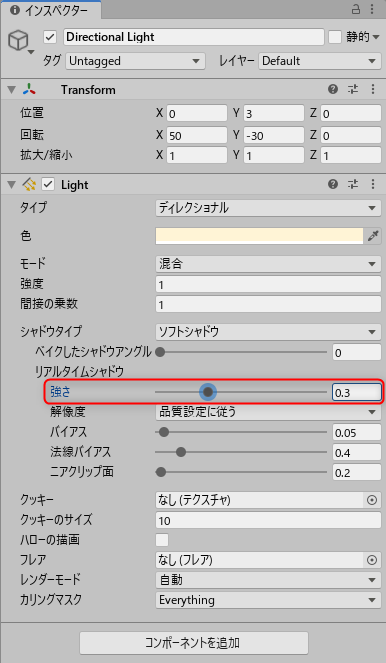 インスペクター
Directional Light 静的
タグ Untagged レイヤー Default
Transform
位置 X 0 Y 3 Z 0
回転 X 50 Y -30 Z 0
拡大/縮小 X 1 Y 1 Z 1
Light
タイプ ディレクショナル
色
モード 混合
強度 1
間接の乗数 1
シャドウタイプ ソフトシャドウ
ベイクしたシャドウアングル 0
リアルタイムシャドウ
強さ 0.3
解像度 品質設定に従う
バイアス 0.05
法線バイアス 0.4
ニアクリップ面 0.2
クッキー なし (テクスチャ)
クッキーのサイズ 10
ハローの描画
フレア なし (フレア)
レンダーモード 自動
カリングマスク Everything
コンポーネントを追加